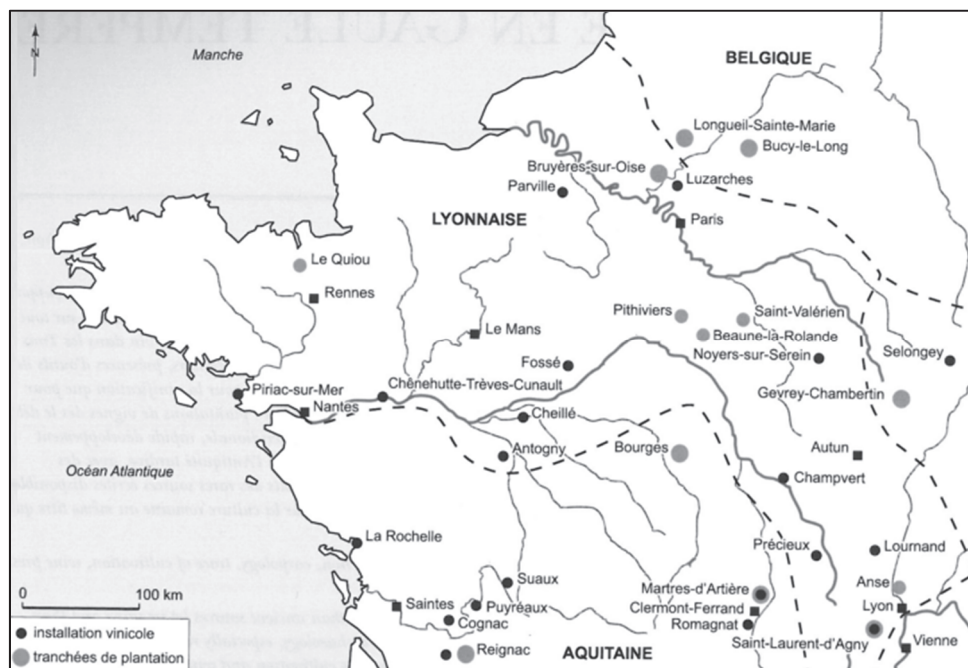 E EN GAULE TEMPÉRÉ
N
Manche
BELGIQUE
Longueil-Sainte-Marie
Bucy-le-Long
Bruyères-sur-Oise
Luzarches
Parville
LYONNAISE
Paris
Le Quiou
Rennes
Pithiviers
Saint-Valérien
Le Mans
Beaune-la-Rolande
Noyers-sur-Serein
Selongey
Fossé
Piriac-sur-Mer
Chênehutte-Trèves-Cunault
Gevrey-Chambertin
Nantes
Cheillé
Antogny
Bourges
Autun
Océan Atlantique
Champvert
La Rochelle
Précieux
Lournand
Suaux
Martres-d'Artière
Anse
0 100 km
Saintes
Puyréaux
Clermont-Ferrand
Lyon
Cognac
Romagnat
installation vinicole
Saint-Laurent-d'Agny
Vienne
tranchées de plantation
Reignac
AQUITAINE